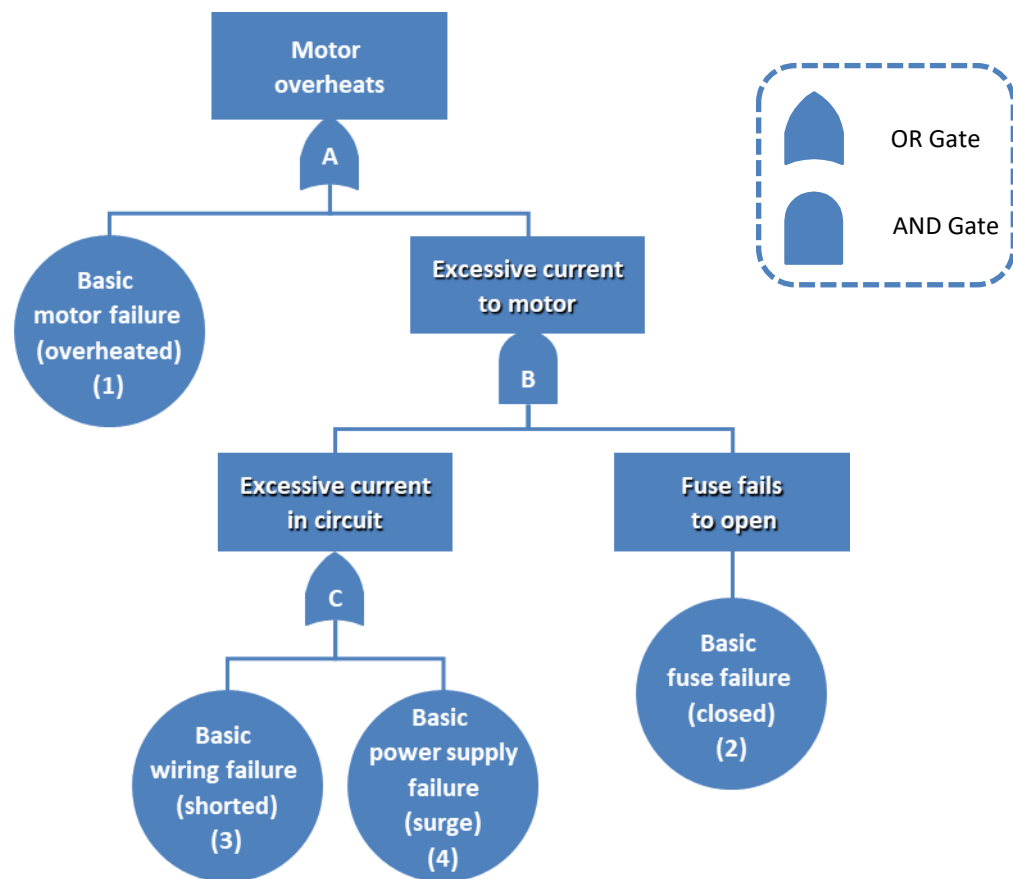 Motor
overheats
A
OR Gate
AND Gate
Basic
motor failure
(overheated)
(1)
Excessive current
to motor
B
Excessive current
in circuit
Fuse fails
to open
C
Basic
fuse failure
(closed)
(2)
Basic
wiring failure
(shorted)
(3)
Basic
power supply
failure
(surge)
(4)